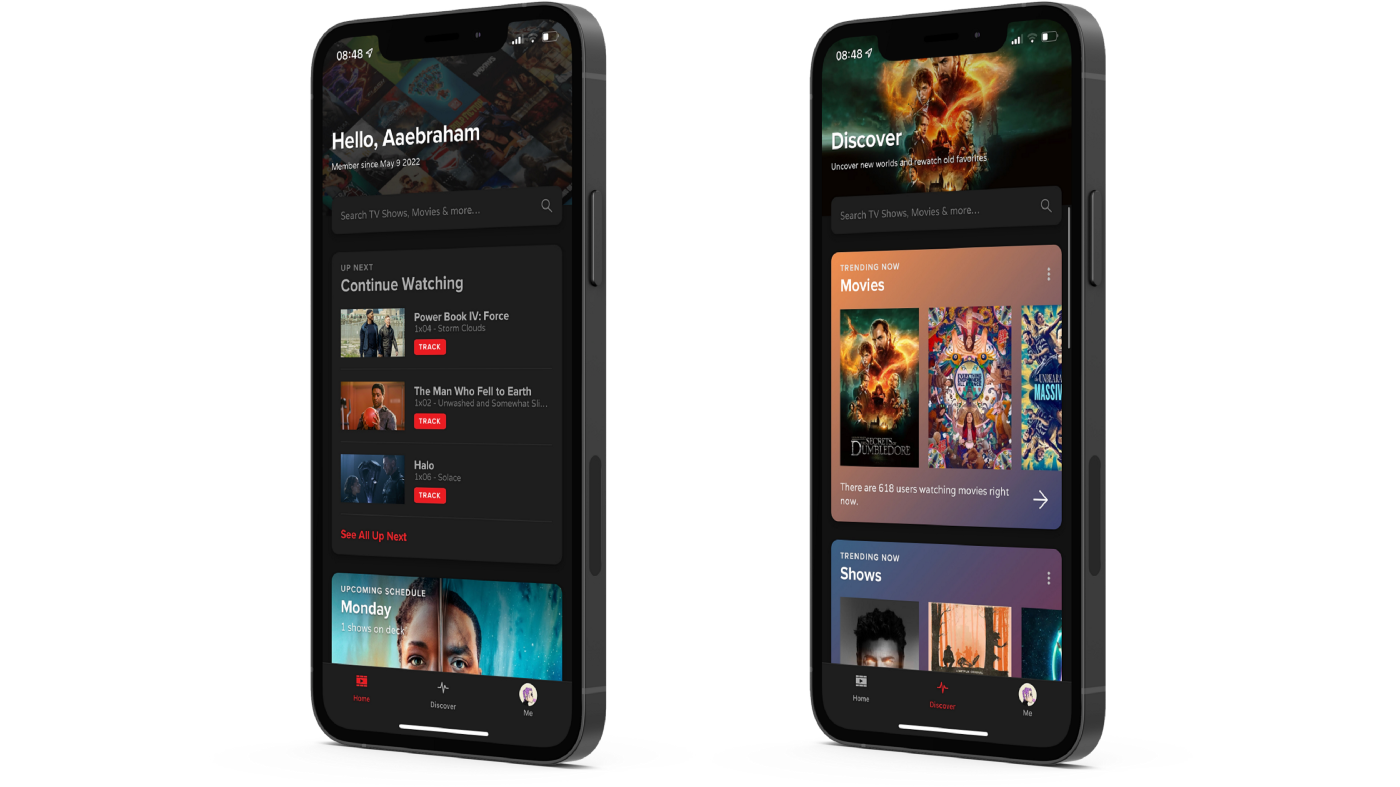 08:48
Hello, Aaebraham
Member since May 9 2022
Search TV Shows, Movies & more...
UP NEXT
Continue Watching
Power Book IV: Force
1x04 - Storm Clouds
TRACK
The Man Who Fell to Earth
1x02 - Unwashed and Somewhat Sli...
TRACK
Halo
1x06 - Solace
TRACK
See All Up Next
UPCOMING SCHEDULE
Monday
1 shows on deck
Home
Discover
Me
08:48
Discover
Uncover new worlds and rewatch old favorites
Search TV Shows, Movies & more...
TRENDING NOW
Movies
SECRETS OF
DUMBLEDORE
MASSIV
There are 618 users watching movies right
now.
TRENDING NOW
Shows
Home
Discover
Me